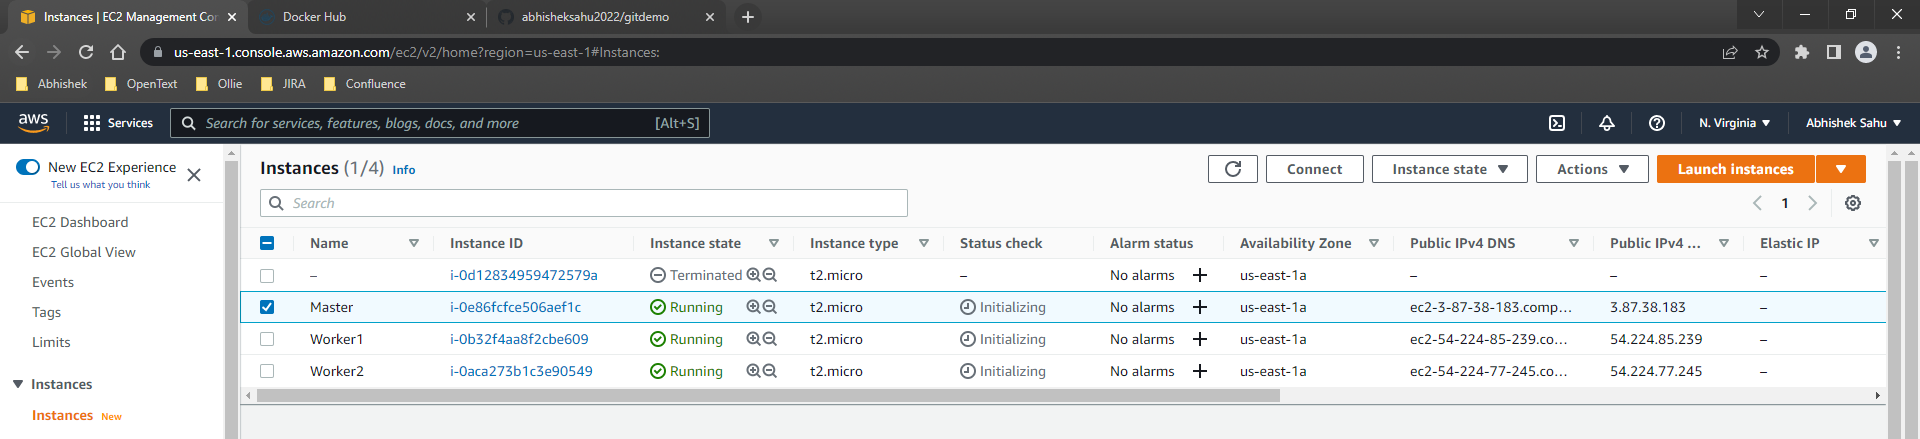 Instances | EC2 Management Con
Docker Hub
abhisheksahu2022/gitdemo
us-east-1.console.aws.amazon.com/ec2/v2/home?region=us-east-1#Instances:
Abhishek OpenText Ollie JIRA Confluence
aws Services Search for services, features, blogs, docs, and more [Alt+S] N. Virginia Abhishek Sahu
New EC2 Experience
Tell us what you think
EC2 Dashboard
EC2 Global View
Events
Tags
Limits
Instances
Instances New
Instances (1/4) Info Connect Instance state Actions Launch instances
Search 1
Name Instance ID Instance state Instance type Status check Alarm status Availability Zone Public IPv4 DNS Public IPv4 ... Elastic IP
– i-0d12834959472579a Terminated t2.micro – No alarms + us-east-1a – – –
Master i-0e86fcfce506aef1c Running t2.micro Initializing No alarms + us-east-1a ec2-3-87-38-183.comp... 3.87.38.183 –
Worker1 i-0b32f4aa8f2cbe609 Running t2.micro Initializing No alarms + us-east-1a ec2-54-224-85-239.co... 54.224.85.239 –
Worker2 i-0aca273b1c3e90549 Running t2.micro Initializing No alarms + us-east-1a ec2-54-224-77-245.co... 54.224.77.245 –